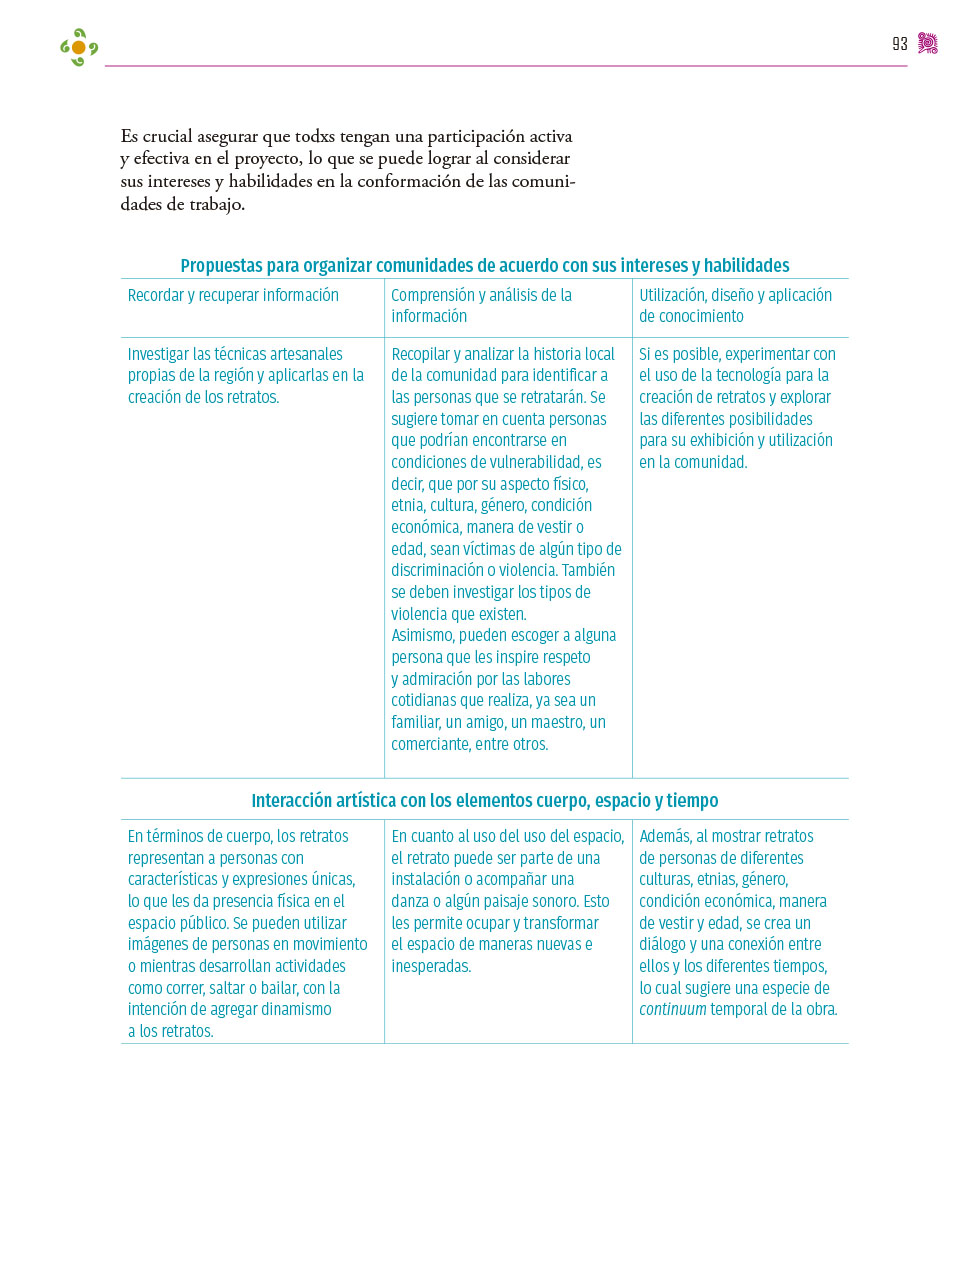 93
Es crucial asegurar que todxs tengan una participación activa
y efectiva en el proyecto, lo que se puede lograr al considerar
sus intereses y habilidades en la conformación de las comuni-
dades de trabajo.
Propuestas para organizar comunidades de acuerdo con sus intereses y habilidades
Recordar y recuperar información
Comprensión y análisis de la
información
Utilización, diseño y aplicación
de conocimiento
Investigar las técnicas artesanales
propias de la región y aplicarlas en la
creación de los retratos.
Recopilar y analizar la historia local
de la comunidad para identificar a
las personas que se retratarán. Se
sugiere tomar en cuenta personas
que podrían encontrarse en
condiciones de vulnerabilidad, es
decir, que por su aspecto físico,
etnia, cultura, género, condición
económica, manera de vestir o
edad, sean víctimas de algún tipo de
discriminación o violencia. También
se deben investigar los tipos de
violencia que existen.
Asimismo, pueden escoger a alguna
persona que les inspire respeto
y admiración por las labores
cotidianas que realiza, ya sea un
familiar, un amigo, un maestro, un
comerciante, entre otros.
Si es posible, experimentar con
el uso de la tecnología para la
creación de retratos y explorar
las diferentes posibilidades
para su exhibición y utilización
en la comunidad.
Interacción artística con los elementos cuerpo, espacio y tiempo
En términos de cuerpo, los retratos
representan a personas con
características y expresiones únicas,
lo que les da presencia física en el
espacio público. Se pueden utilizar
imágenes de personas en movimiento
o mientras desarrollan actividades
como correr, saltar o bailar, con la
intención de agregar dinamismo
a los retratos.
En cuanto al uso del uso del espacio,
el retrato puede ser parte de una
instalación o acompañar una
danza o algún paisaje sonoro. Esto
les permite ocupar y transformar
el espacio de maneras nuevas e
inesperadas.
Además, al mostrar retratos
de personas de diferentes
culturas, etnias, género,
condición económica, manera
de vestir y edad, se crea un
diálogo y una conexión entre
ellos y los diferentes tiempos,
lo cual sugiere una especie de
continuum temporal de la obra.